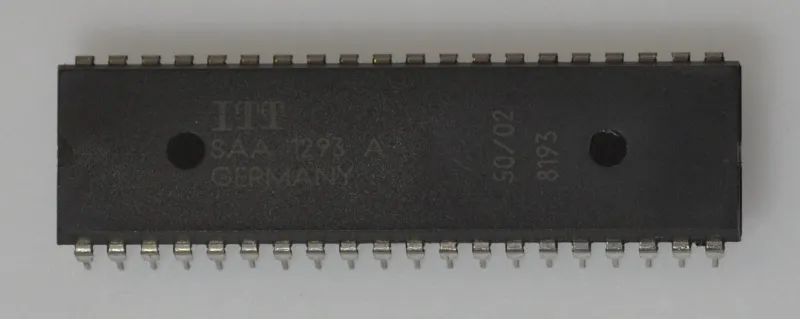 ITT
SAA 1293 A
GERMANY
50/02
8193